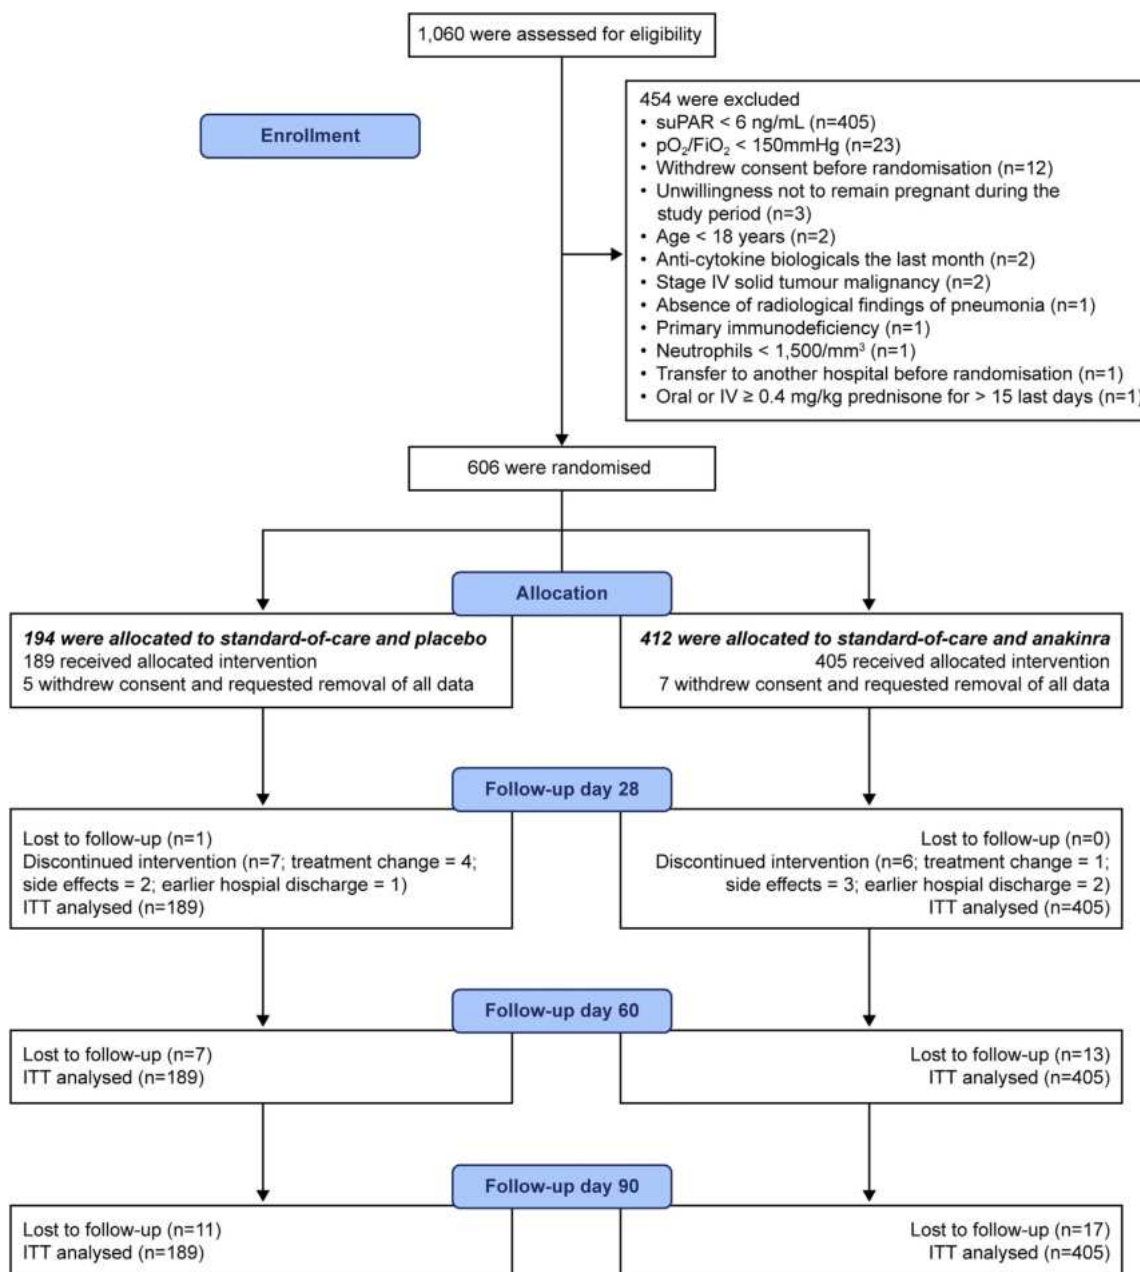 1,060 were assessed for eligibility
Enrollment
454 were excluded
• suPAR < 6 ng/mL (n=405)
• pO₂/FiO₂ < 150mmHg (n=23)
• Withdrew consent before randomisation (n=12)
• Unwillingness not to remain pregnant during the
study period (n=3)
• Age < 18 years (n=2)
• Anti-cytokine biologicals the last month (n=2)
• Stage IV solid tumour malignancy (n=2)
• Absence of radiological findings of pneumonia (n=1)
• Primary immunodeficiency (n=1)
• Neutrophils < 1,500/mm³ (n=1)
• Transfer to another hospital before randomisation (n=1)
• Oral or IV ≥ 0.4 mg/kg prednisone for > 15 last days (n=1)
606 were randomised
Allocation
194 were allocated to standard-of-care and placebo
189 received allocated intervention
5 withdrew consent and requested removal of all data
412 were allocated to standard-of-care and anakinra
405 received allocated intervention
7 withdrew consent and requested removal of all data
Follow-up day 28
Lost to follow-up (n=1)
Discontinued intervention (n=7; treatment change = 4;
side effects = 2; earlier hospial discharge = 1)
ITT analysed (n=189)
Lost to follow-up (n=0)
Discontinued intervention (n=6; treatment change = 1;
side effects = 3; earlier hospial discharge = 2)
ITT analysed (n=405)
Follow-up day 60
Lost to follow-up (n=7)
ITT analysed (n=189)
Lost to follow-up (n=13)
ITT analysed (n=405)
Follow-up day 90
Lost to follow-up (n=11)
ITT analysed (n=189)
Lost to follow-up (n=17)
ITT analysed (n=405)